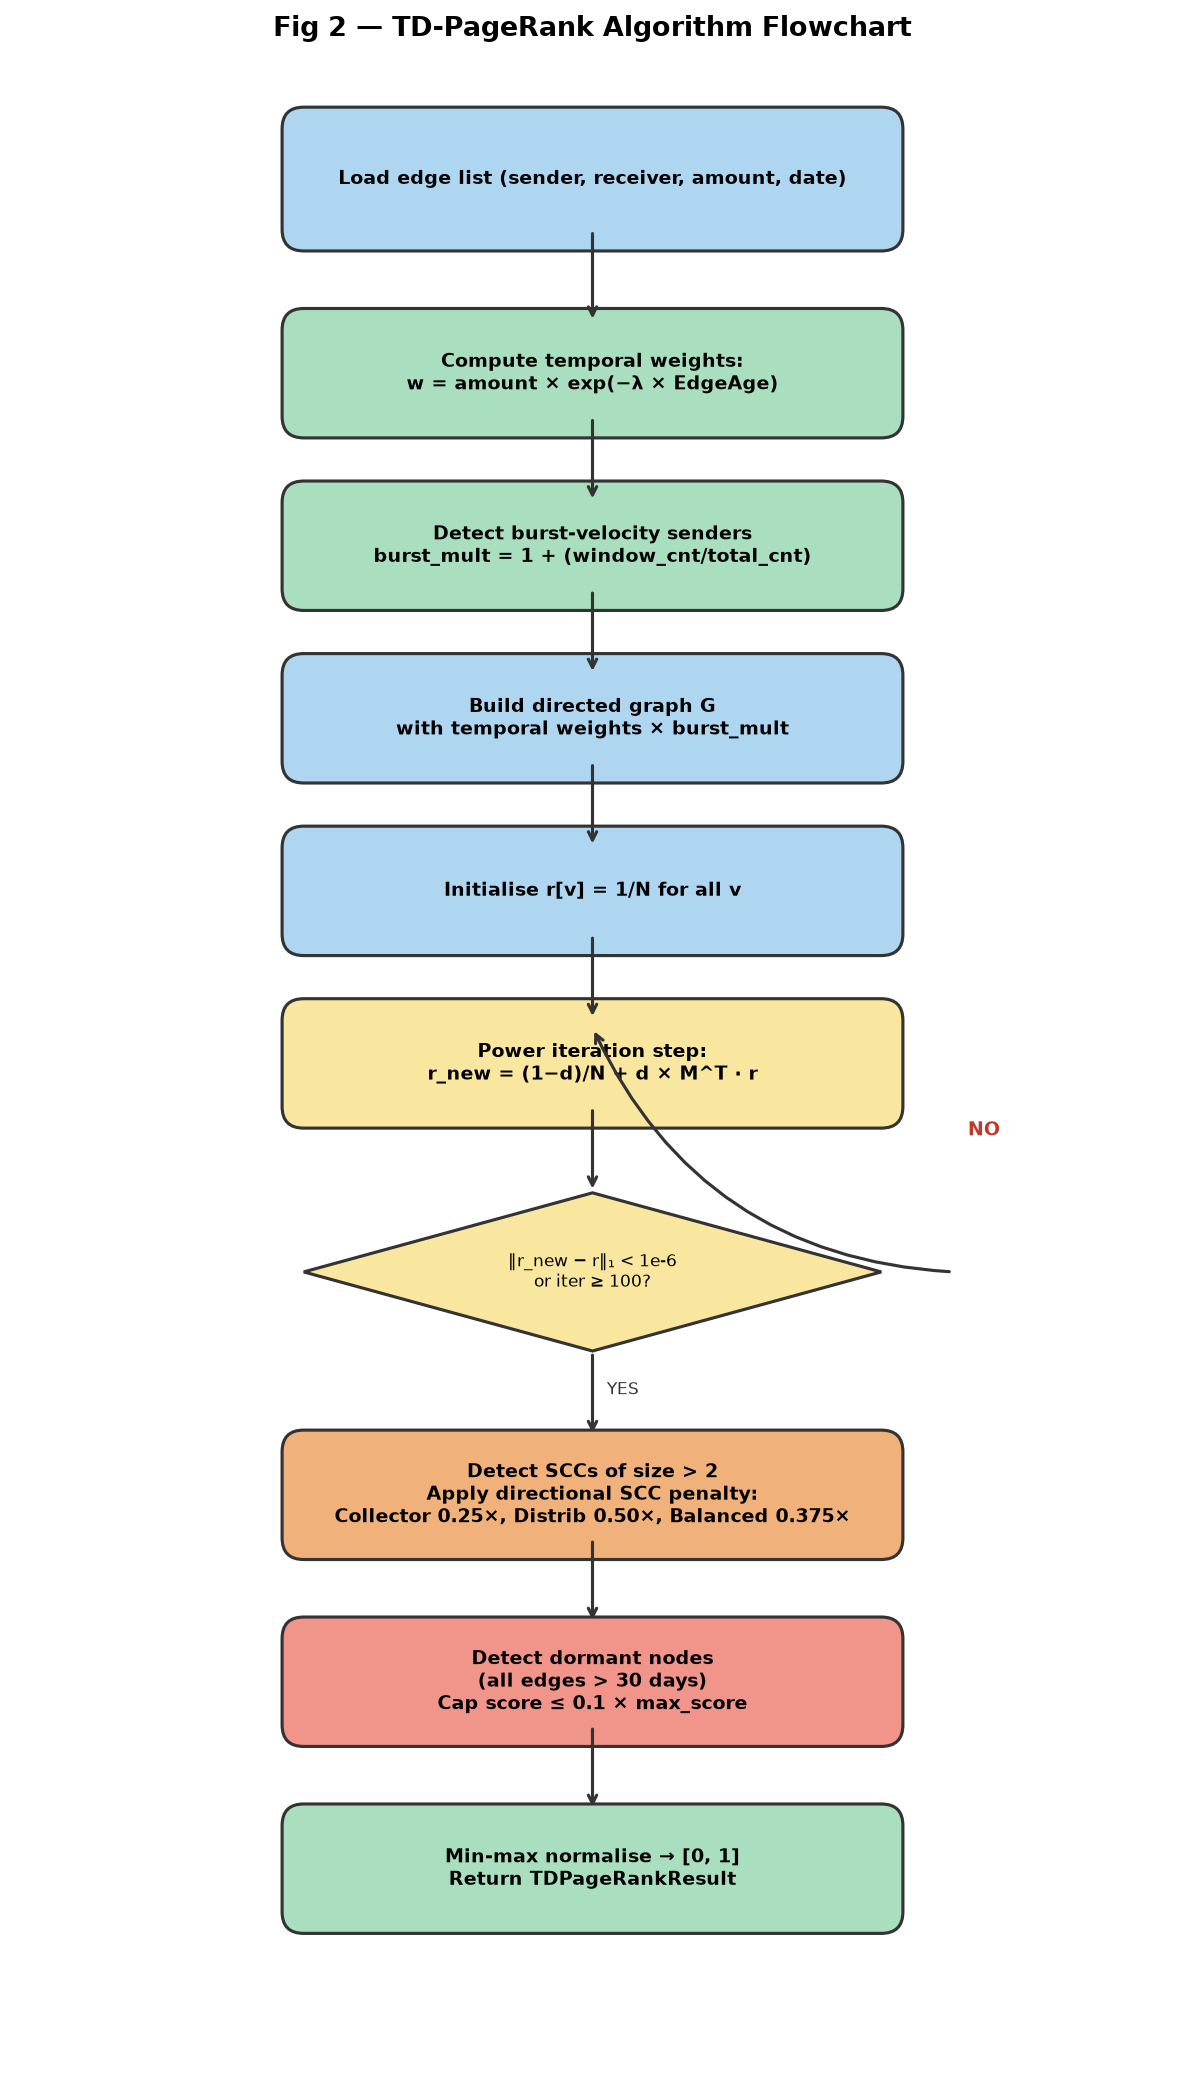 Fig 2 — TD-PageRank Algorithm Flowchart
Load edge list (sender, receiver, amount, date)
Compute temporal weights:
w = amount × exp(−λ × EdgeAge)
Detect burst-velocity senders
burst_mult = 1 + (window_cnt/total_cnt)
Build directed graph G
with temporal weights × burst_mult
Initialise r[v] = 1/N for all v
Power iteration step:
r_new = (1−d)/N + d × M^T · r
NO
‖r_new − r‖₁ < 1e-6
or iter ≥ 100?
YES
Detect SCCs of size > 2
Apply directional SCC penalty:
Collector 0.25×, Distrib 0.50×, Balanced 0.375×
Detect dormant nodes
(all edges > 30 days)
Cap score ≤ 0.1 × max_score
Min-max normalise → [0, 1]
Return TDPageRankResult